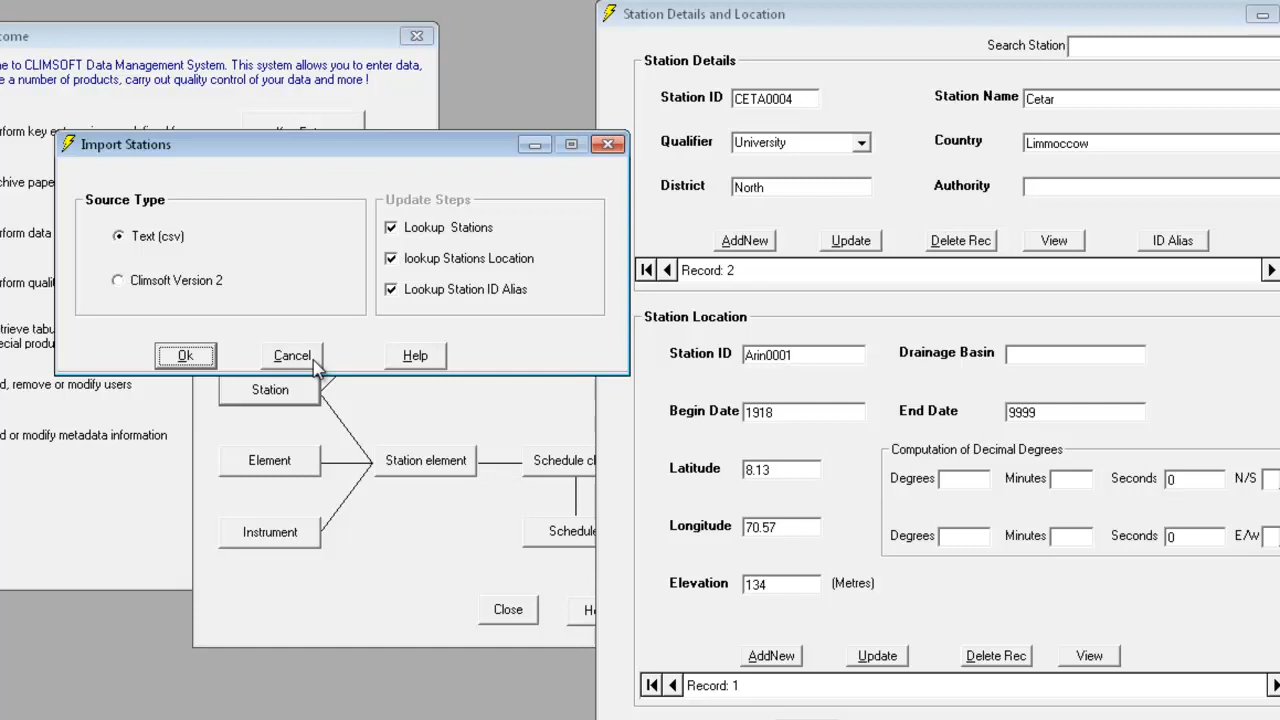 come
ne to CLIMSOFT Data Management System. This system allows you to enter data,
e a number of products, carry out quality control of your data and more !
chive pape
erform data
rform quali
trieve tabu
ecial produ
d, remove or modify users
d or modify metadata information
Import Stations
Source Type
Text (csv)
Climsoft Version 2
Update Steps
Lookup Stations
lookup Stations Location
Lookup Station ID Alias
Ok
Cancel
Help
Station
Element
Station element
Schedule cl
Instrument
Schedule
Close
He
Station Details and Location
Search Station
Station Details
Station ID CETA0004
Station Name Cetar
Qualifier University
Country Limmoccow
District North
Authority
AddNew Update Delete Rec View ID Alias
Record: 2
Station Location
Station ID Arin0001
Drainage Basin
Begin Date 1918
End Date 9999
Computation of Decimal Degrees
Latitude 8.13
Degrees Minutes Seconds 0 N/S
Longitude 70.57
Degrees Minutes Seconds 0 E/w
Elevation 134 (Metres)
AddNew Update Delete Rec View
Record: 1